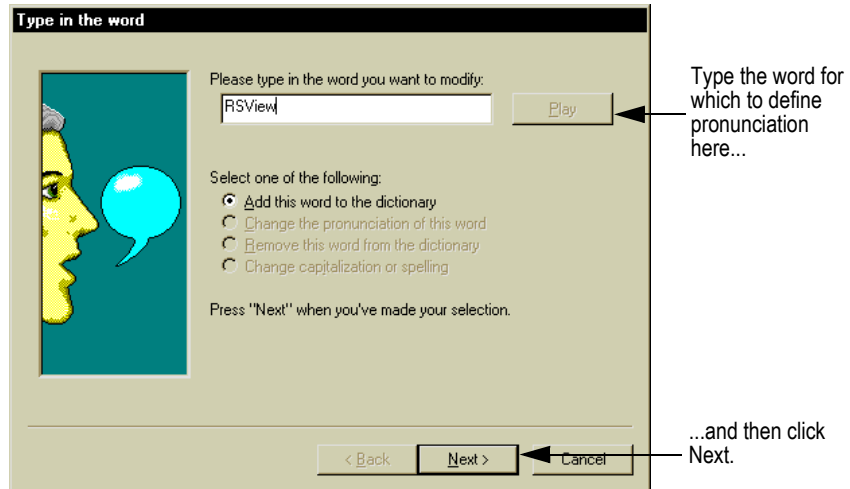 Type in the word
Please type in the word you want to modify:
RSView
Play
Type the word for
which to define
pronunciation
here...
Select one of the following:
Add this word to the dictionary
Change the pronunciation of this word
Remove this word from the dictionary
Change capitalization or spelling
Press "Next" when you've made your selection.
...and then click
Next.
< Back
Next >
Cancel